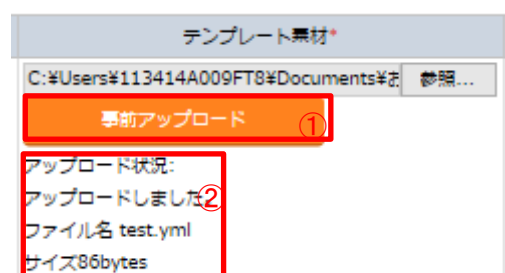 テンプレート素材*
C:¥Users¥113414A009FT8¥Documents¥お 参照...
事前アップロード ①
アップロード状況:
アップロードしました ②
ファイル名 test.yml
サイズ86bytes